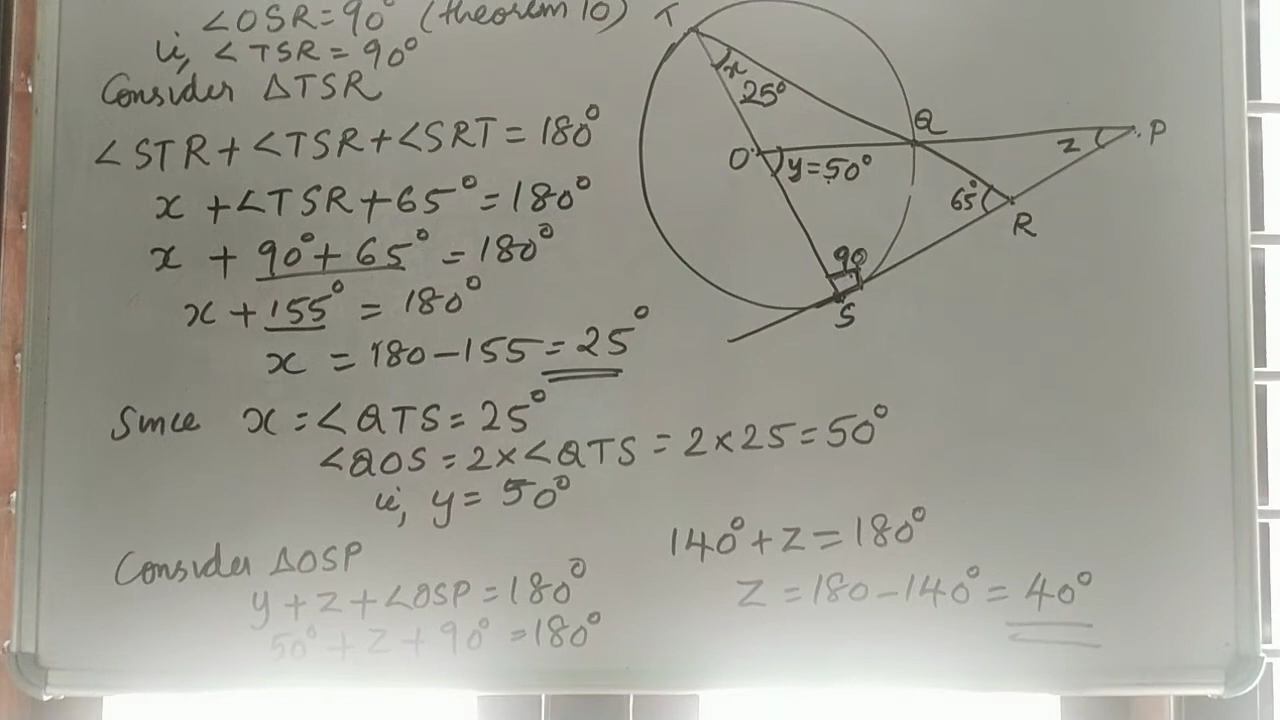 ∠OSR = 90° (theorem 10)
ie, ∠TSR = 90°
Consider ΔTSR
∠STR + ∠TSR + ∠SRT = 180°
x + ∠TSR + 65° = 180°
x + 90° + 65° = 180°
x + 155° = 180°
x = 180 - 155 = 25°
Since x = ∠QTS = 25°
∠QOS = 2 × ∠QTS = 2 × 25 = 50°
ie, y = 50°
Consider ΔOSP
y + z + ∠OSP = 180°
50° + z + 90° = 180°
140° + z = 180°
z = 180 - 140° = 40°
T
x
25°
Q
P
z
O
y = 50°
65°
R
90
S